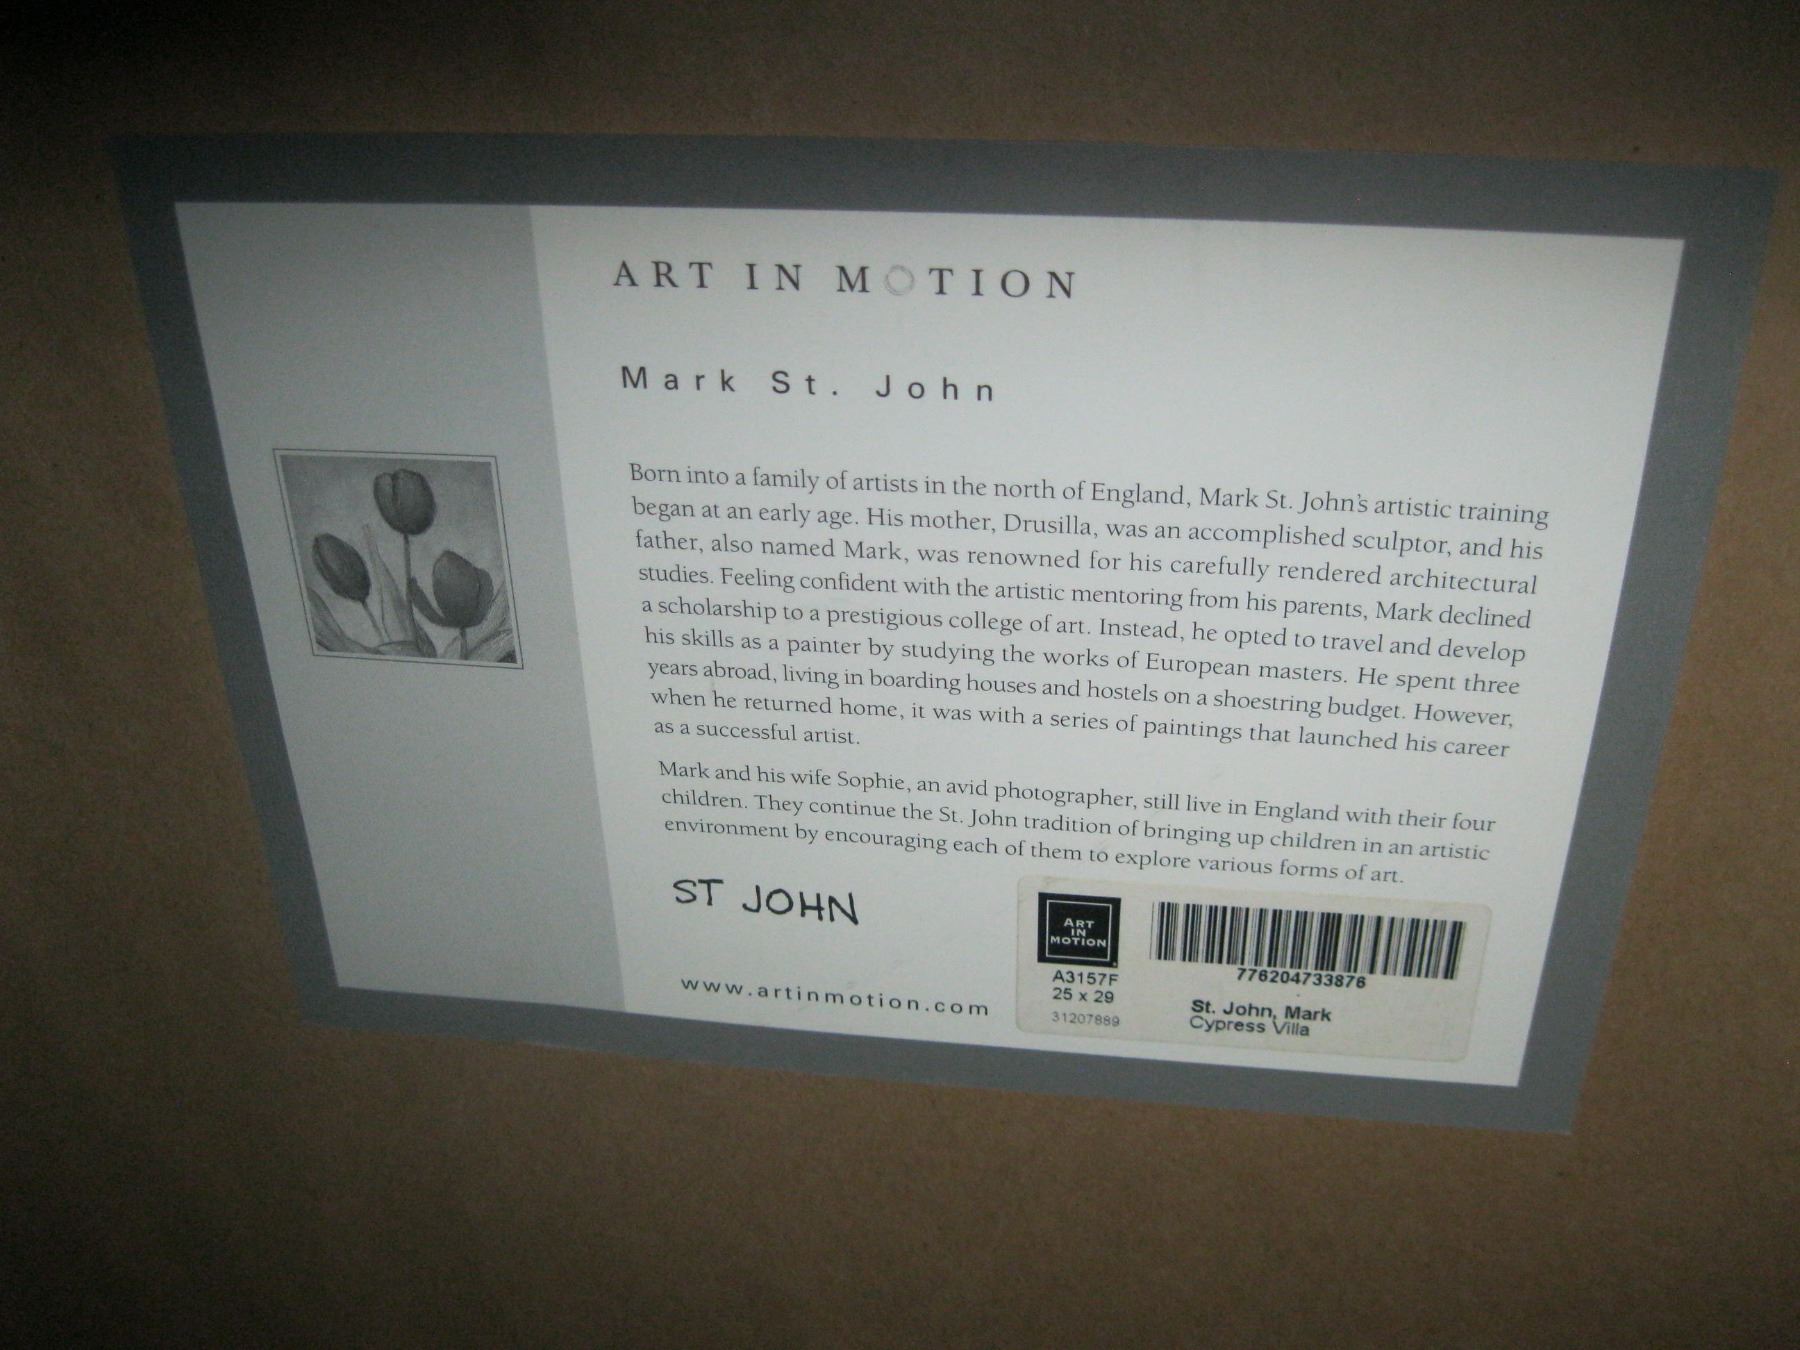 ART IN MOTION
Mark St. John
Born into a family of artists in the north of England, Mark St. John's artistic training
began at an early age. His mother, Drusilla, was an accomplished sculptor, and his
father, also named Mark, was renowned for his carefully rendered architectural
studies. Feeling confident with the artistic mentoring from his parents, Mark declined
a scholarship to a prestigious college of art. Instead, he opted to travel and develop
his skills as a painter by studying the works of European masters. He spent three
years abroad, living in boarding houses and hostels on a shoestring budget. However,
when he returned home, it was with a series of paintings that launched his career
as a successful artist.
Mark and his wife Sophie, an avid photographer, still live in England with their four
children. They continue the St. John tradition of bringing up children in an artistic
environment by encouraging each of them to explore various forms of art.
ST JOHN
www.artinmotion.com
ART
IN
MOTION
A3157F
25 x 29
31207889
776204733876
St. John, Mark
Cypress Villa